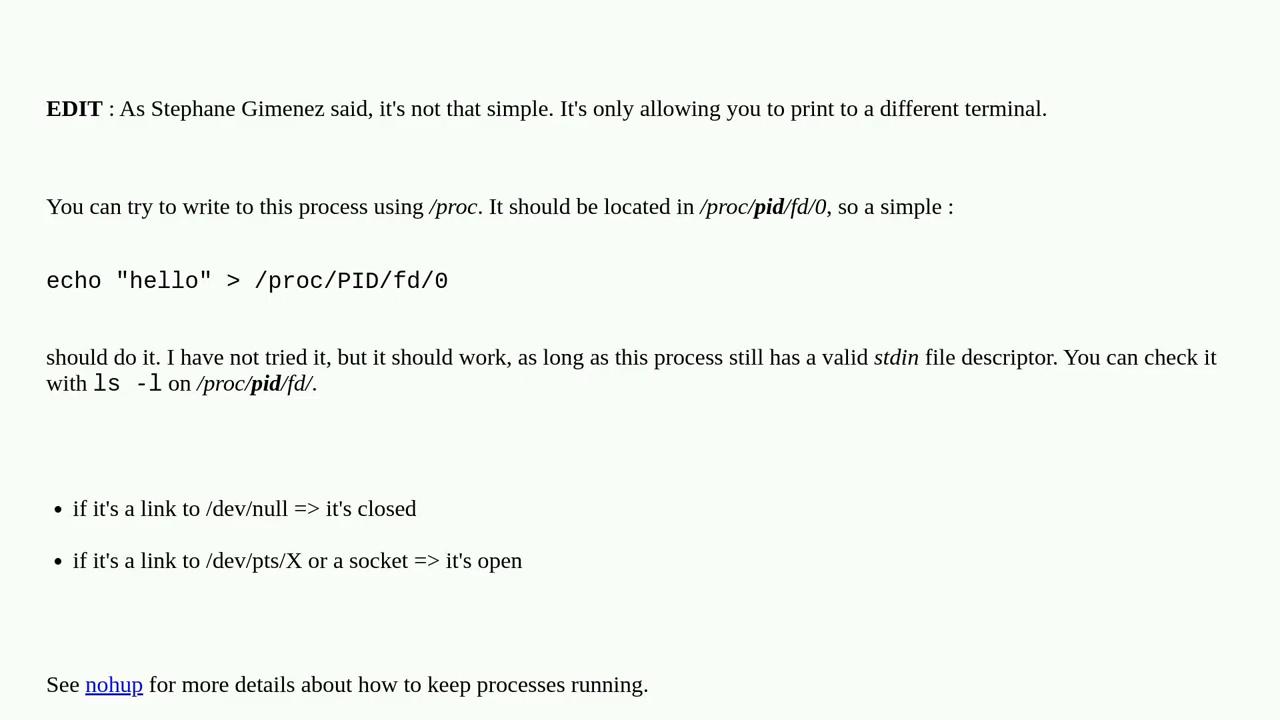 EDIT : As Stephane Gimenez said, it's not that simple. It's only allowing you to print to a different terminal.
You can try to write to this process using /proc. It should be located in /proc/pid/fd/0, so a simple :
echo "hello" > /proc/PID/fd/0
should do it. I have not tried it, but it should work, as long as this process still has a valid stdin file descriptor. You can check it
with ls -l on /proc/pid/fd/.
• if it's a link to /dev/null => it's closed
• if it's a link to /dev/pts/X or a socket => it's open
See nohup for more details about how to keep processes running.